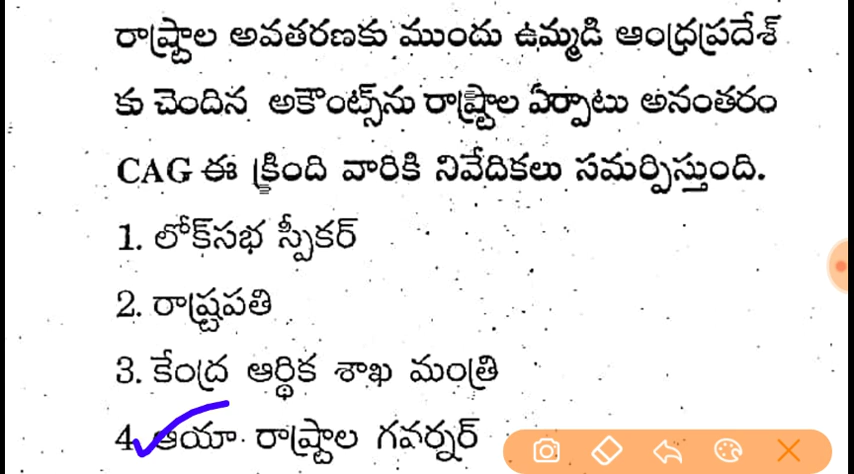 రాష్ట్రాల అవతరణకు ముందు ఉమ్మడి ఆంధ్రప్రదేశ్
కు చెందిన అకౌంట్స్‌ను రాష్ట్రాల ఏర్పాటు అనంతరం
CAG ఈ క్రింది వారికి నివేదికలు సమర్పిస్తుంది.
1. లోక్‌సభ స్పీకర్
2. రాష్ట్రపతి
3. కేంద్ర ఆర్థిక శాఖ మంత్రి
4. ఆయా రాష్ట్రాల గవర్నర్